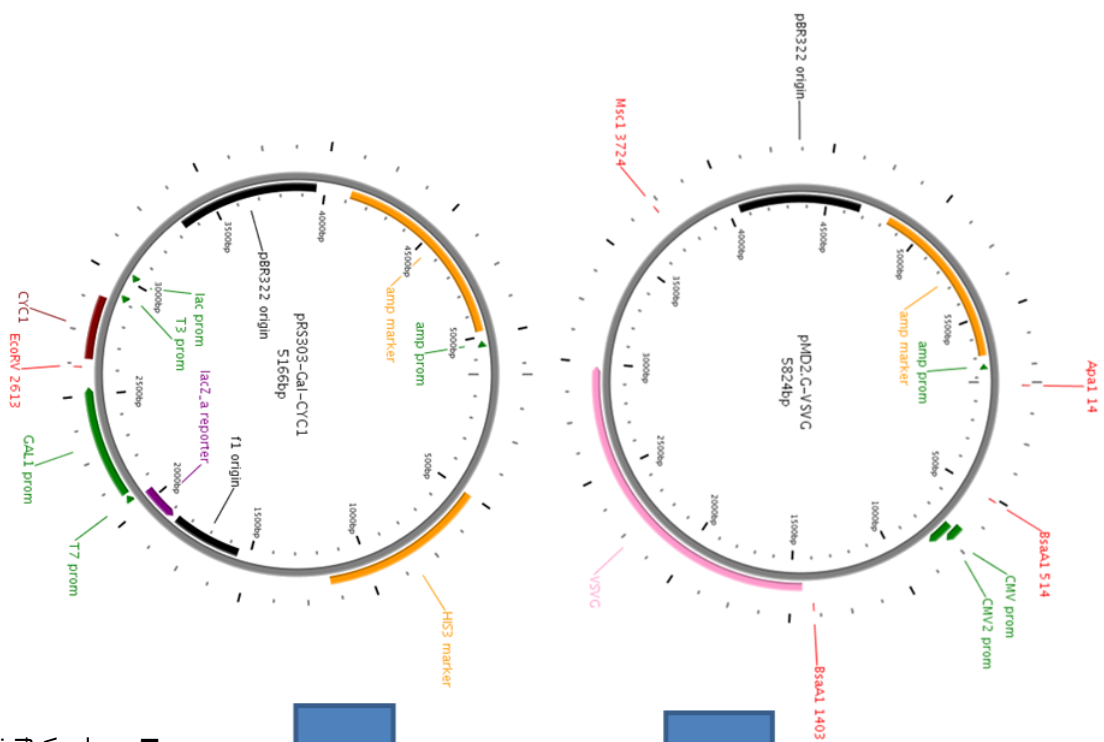 pRS303-Gal-CYC1
5166bp
pBR322 origin
amp marker
amp prom
HIS3 marker
f1 origin
lacZ_a reporter
T7 prom
GAL1 prom
EcoRV 2613
CYC1
T3 prom
lac prom
500bp
1000bp
1500bp
2000bp
2500bp
3000bp
3500bp
4000bp
4500bp
5000bp
pMD2.G-VSVG
5824bp
pBR322 origin
amp marker
amp prom
Apa1 14
BsaA1 514
CMV prom
CMV2 prom
BsaA1 1403
VSVG
Msc1 3724
500bp
1000bp
1500bp
2000bp
2500bp
3000bp
3500bp
4000bp
4500bp
5000bp
5500bp